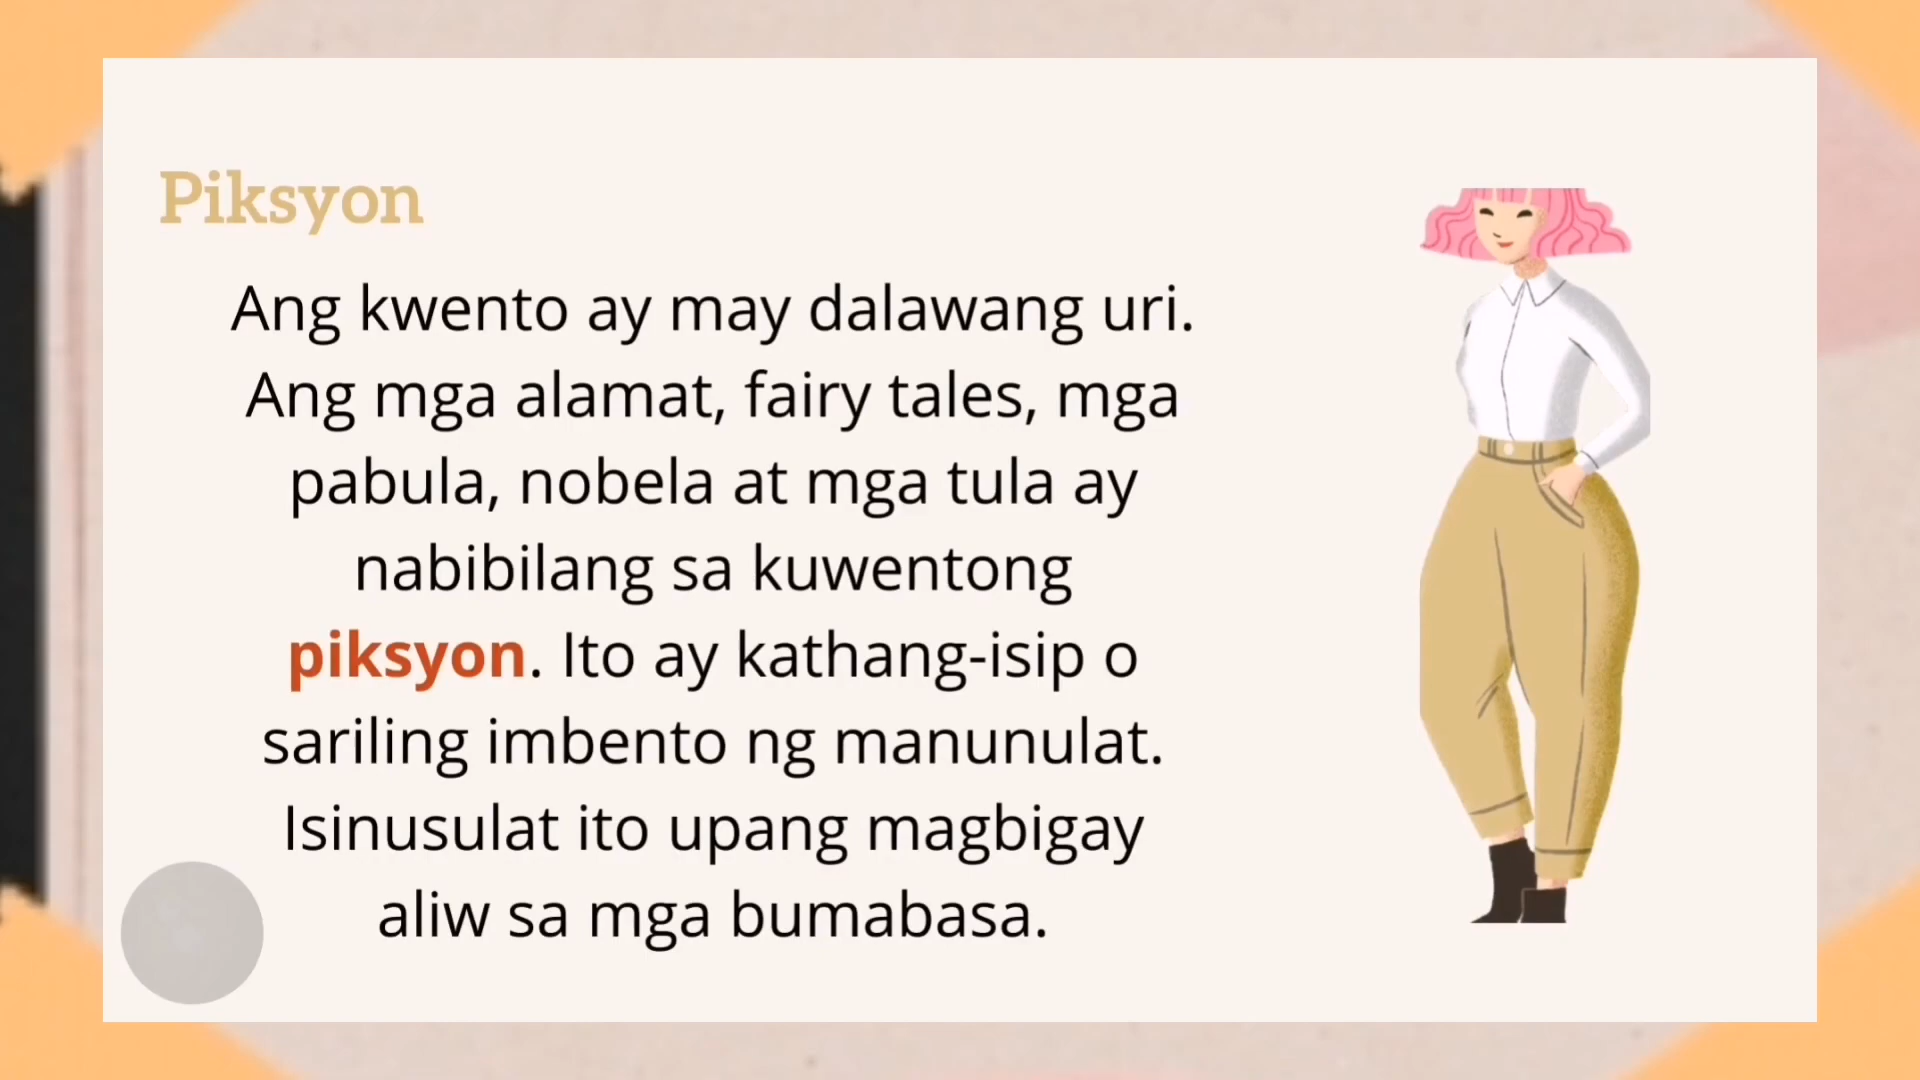 Piksyon
Ang kwento ay may dalawang uri.
Ang mga alamat, fairy tales, mga
pabula, nobela at mga tula ay
nabibilang sa kuwentong
piksyon. Ito ay kathang-isip o
sariling imbento ng manunulat.
Isinusulat ito upang magbigay
aliw sa mga bumabasa.